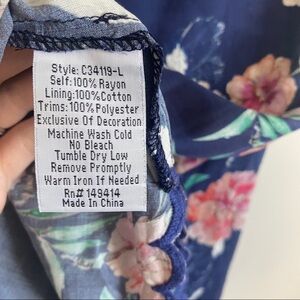 Style: C34119-L
Self:100% Rayon
Lining:100%Cotton
Trims:100% Polyester
Exclusive Of Decoration
Machine Wash Cold
No Bleach
Tumble Dry Low
Remove Promptly
Warm Iron If Needed
Rn# 149414
Made In China